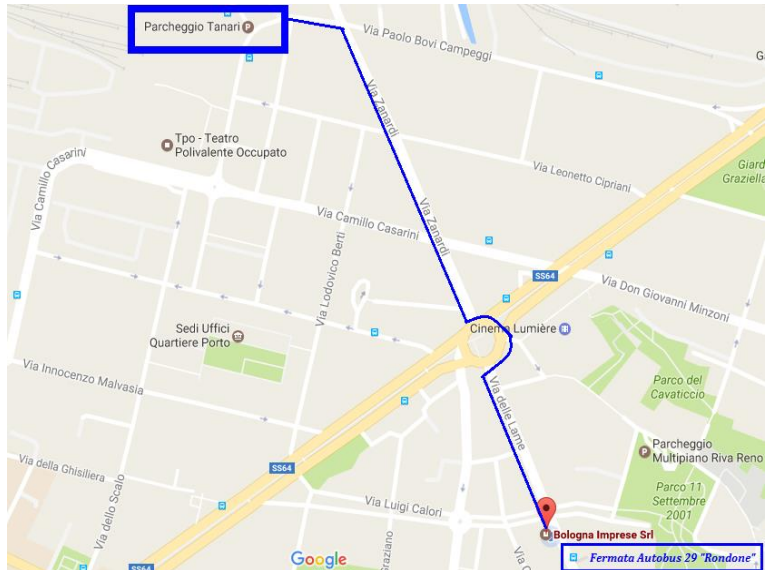 Parcheggio Tanari
Via Paolo Bovi Campeggi
Via Zanardi
Tpo - Teatro
Polivalente Occupato
Via Camillo Casarini
Via Leonetto Cipriani
Giard
Graziella
Via Zanardi
Via Camillo Casarini
Via Lodovico Berti
SS64
Via Don Giovanni Minzoni
Sedi Uffici
Quartiere Porto
Cinema Lumière
Via Innocenzo Malvasia
Via delle Lame
Parco del
Cavaticcio
Parcheggio
Multipiano Riva Reno
Via della Ghisiliera
SS64
Via dello Scalo
Via Luigi Calori
Parco 11
Settembre
2001
Graziano
Bologna Imprese Srl
Google
Fermata Autobus 29 "Rondone"